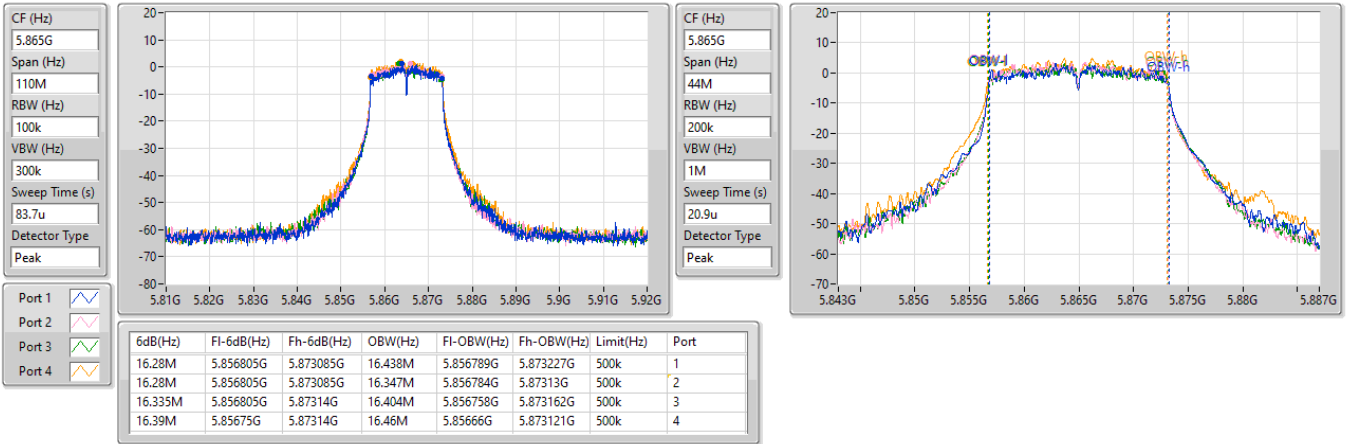 CF (Hz)
5.865G
Span (Hz)
110M
RBW (Hz)
100k
VBW (Hz)
300k
Sweep Time (s)
83.7u
Detector Type
Peak
20
10
0
-10
-20
-30
-40
-50
-60
-70
-80
5.81G 5.82G 5.83G 5.84G 5.85G 5.86G 5.87G 5.88G 5.89G 5.9G 5.91G 5.92G
CF (Hz)
5.865G
Span (Hz)
44M
RBW (Hz)
200k
VBW (Hz)
1M
Sweep Time (s)
20.9u
Detector Type
Peak
20
10
0
-10
-20
-30
-40
-50
-60
-70
OBW-l
OBW-h
OBW-h
5.843G 5.85G 5.855G 5.86G 5.865G 5.87G 5.875G 5.88G 5.887G
Port 1
Port 2
Port 3
Port 4
6dB(Hz) Fl-6dB(Hz) Fh-6dB(Hz) OBW(Hz) Fl-OBW(Hz) Fh-OBW(Hz) Limit(Hz) Port
16.28M 5.856805G 5.873085G 16.438M 5.856789G 5.873227G 500k 1
16.28M 5.856805G 5.873085G 16.347M 5.856784G 5.87313G 500k 2
16.335M 5.856805G 5.87314G 16.404M 5.856758G 5.873162G 500k 3
16.39M 5.85675G 5.87314G 16.46M 5.85666G 5.873121G 500k 4